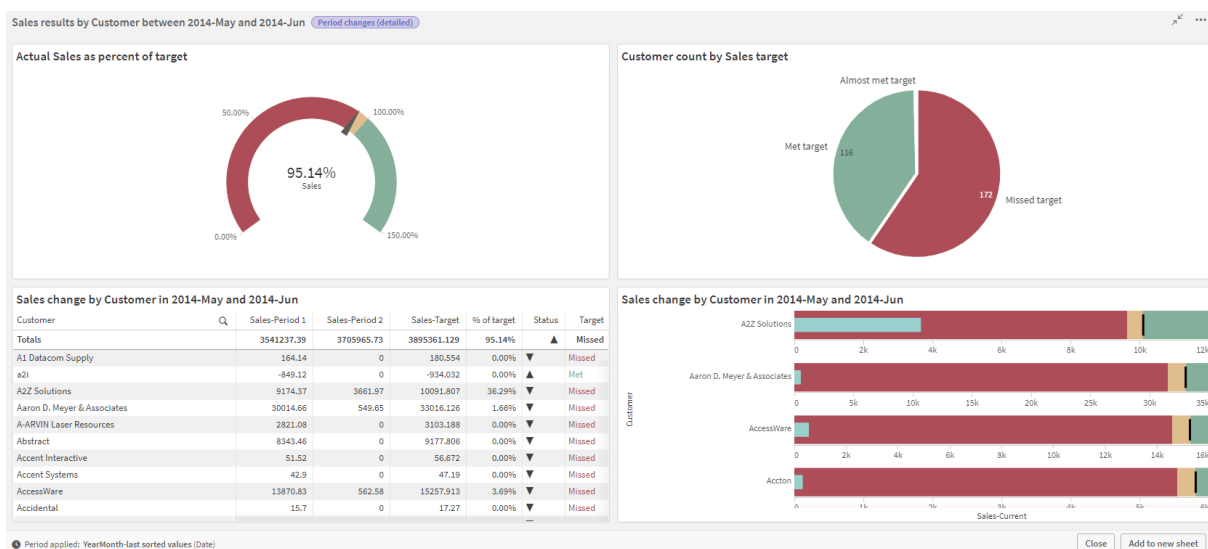 Sales results by Customer between 2014-May and 2014-Jun Period changes (detailed)
Actual Sales as percent of target
50.00%
100.00%
95.14%
Sales
0.00%
150.00%
Customer count by Sales target
Almost met target
Met target
116
172
Missed target
Sales change by Customer in 2014-May and 2014-Jun
Customer Sales-Period 1 Sales-Period 2 Sales-Target % of target Status Target
Totals 3541237.39 3705965.73 3895361.129 95.14% ▲ Missed
A1 Datacom Supply 164.14 0 180.554 0.00% ▼ Missed
a2i -849.12 0 -934.032 0.00% ▲ Met
A2Z Solutions 9174.37 3661.97 10091.807 36.29% ▼ Missed
Aaron D. Meyer & Associates 30014.66 549.65 33016.126 1.66% ▼ Missed
A-ARVIN Laser Resources 2821.08 0 3103.188 0.00% ▼ Missed
Abstract 8343.46 0 9177.806 0.00% ▼ Missed
Accent Interactive 51.52 0 56.672 0.00% ▼ Missed
Accent Systems 42.9 0 47.19 0.00% ▼ Missed
AccessWare 13870.83 562.58 15257.913 3.69% ▼ Missed
Accidental 15.7 0 17.27 0.00% ▼ Missed
Sales change by Customer in 2014-May and 2014-Jun
Customer
A2Z Solutions
0 2k 4k 6k 8k 10k 12k
Aaron D. Meyer & Associates
0 5k 10k 15k 20k 25k 30k 35k
AccessWare
0 2k 4k 6k 8k 10k 12k 14k 16k
Accton
0 1k 2k 3k 4k 5k 6k
Sales-Current
Period applied: YearMonth-last sorted values (Date)
Close Add to new sheet